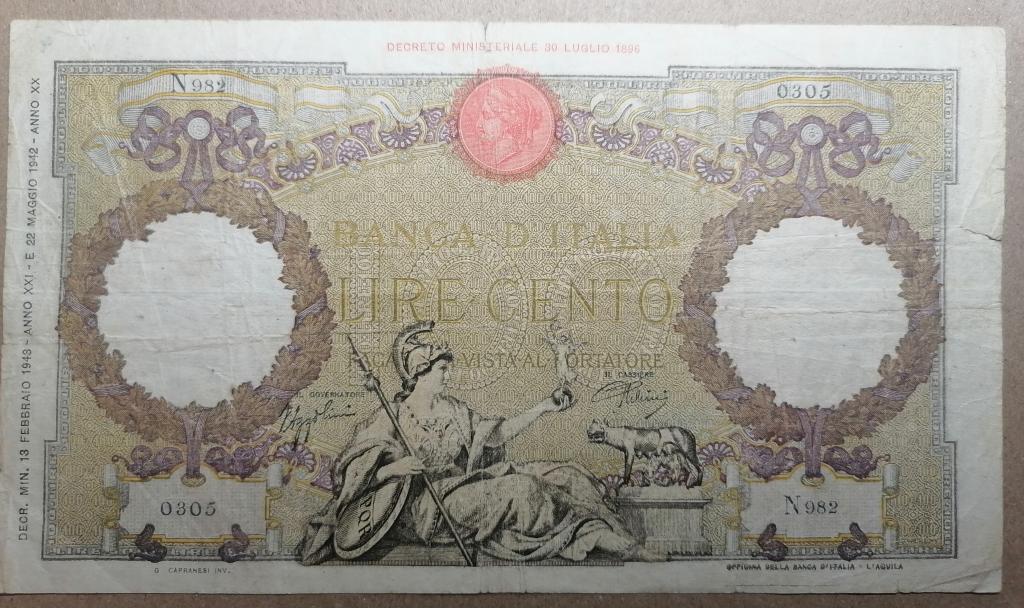 DECRETO MINISTERIALE 30 LUGLIO 1896
N982
0305
DECR. MIN. 13 FEBBRAIO 1943 - ANNO XXI - E 22 MAGGIO 1942 - ANNO XX
BANCA D'ITALIA
LIRE CENTO
PAGABILI A VISTA AL PORTATORE
IL GOVERNATORE
IL CASSIERE
Azzolini
SPQR
0305
N982
G. CAPRANESI INV.
OFFICINA DELLA BANCA D'ITALIA - L'AQUILA